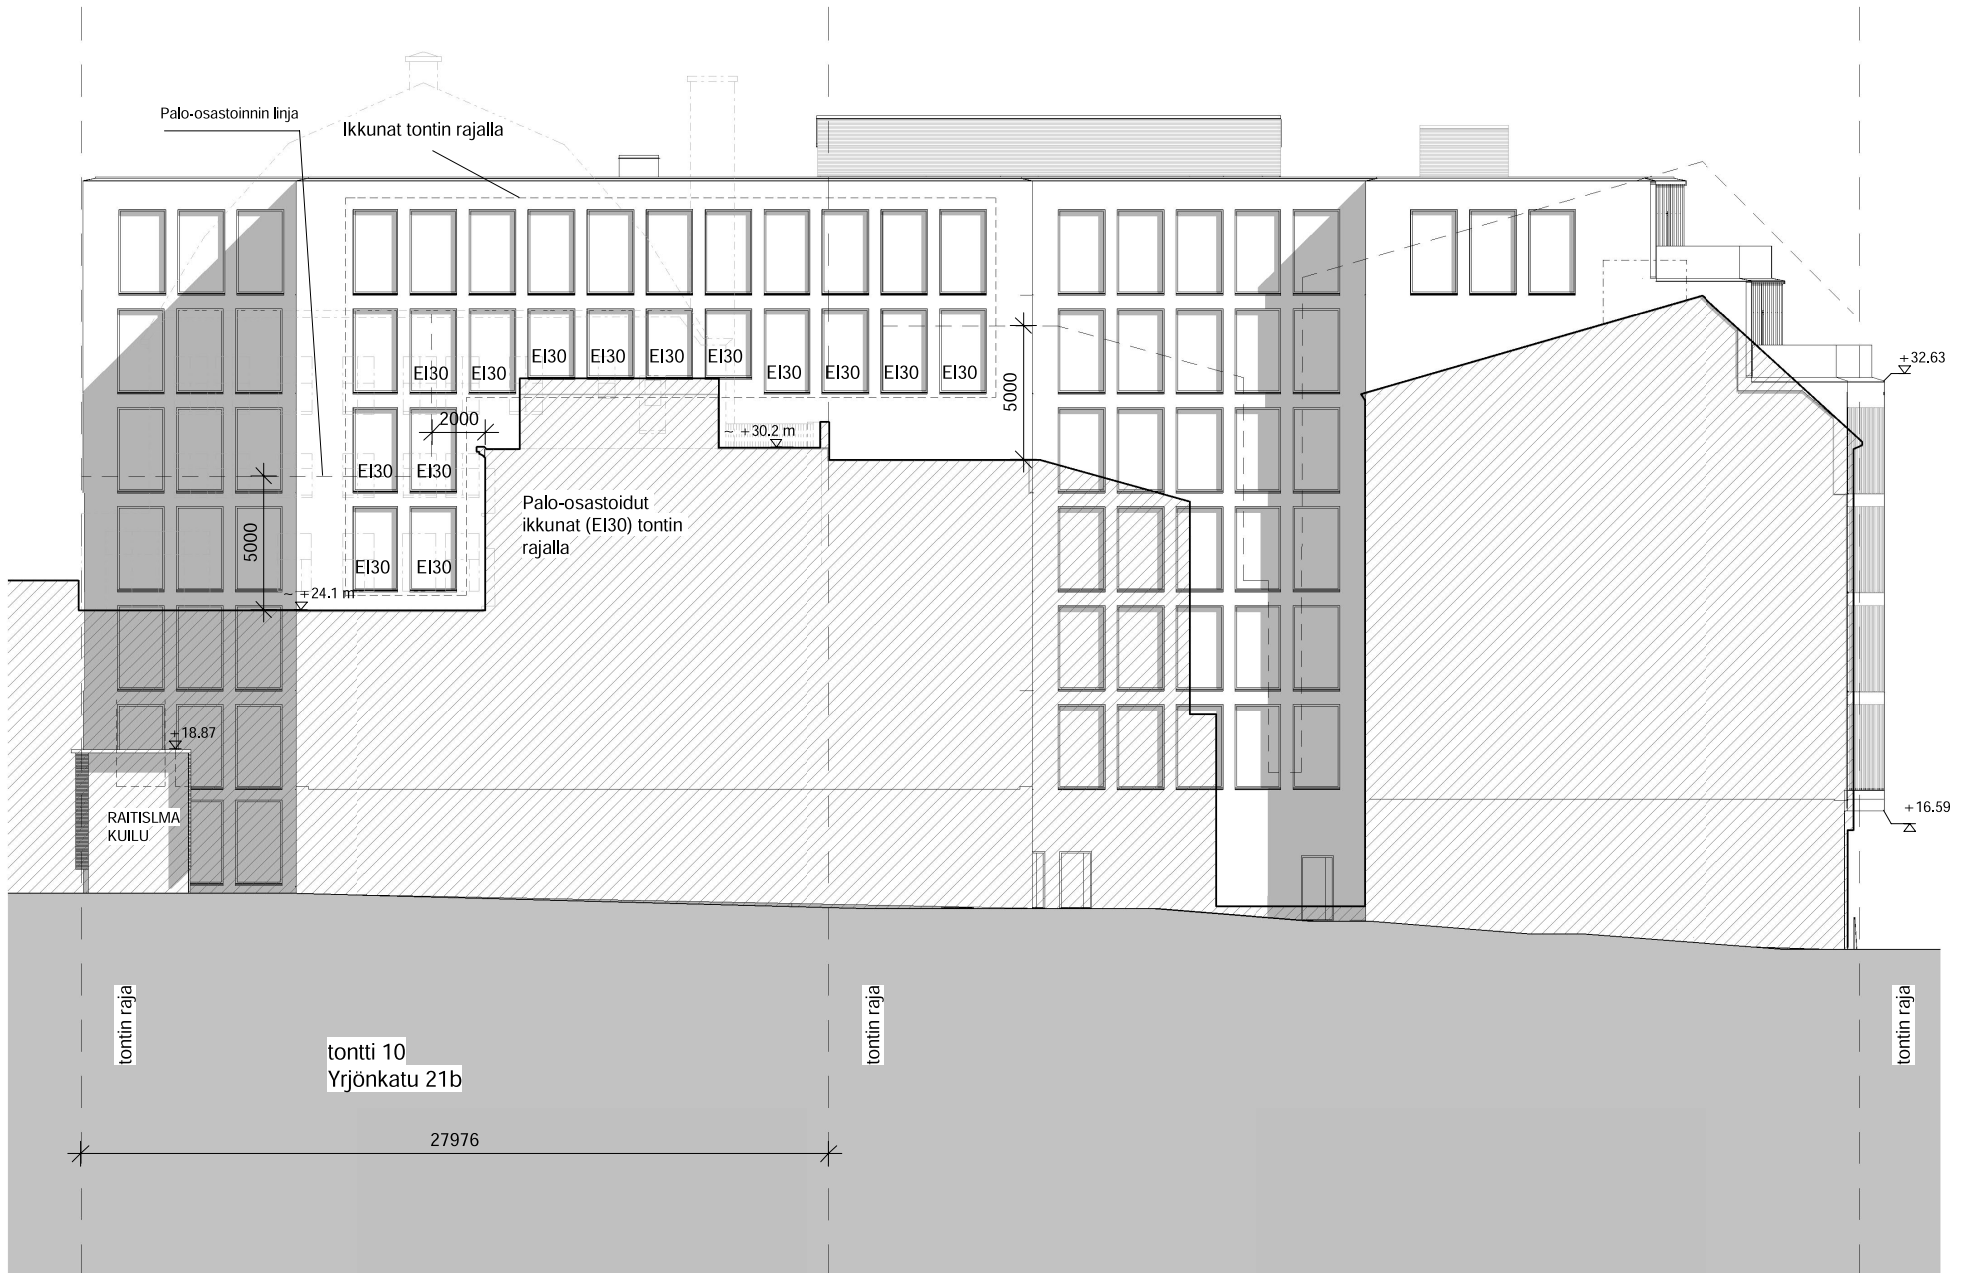 Palo-osastoinnin linja
Ikkunat tontin rajalla
EI30 EI30 EI30 EI30
EI30 EI30 EI30 EI30 EI30 EI30
+32.63
5000
2000
~ +30.2 m
EI30 EI30
Palo-osastoidut
ikkunat (EI30) tontin
rajalla
5000
EI30 EI30
~ +24.1 m
+18.87
RAITISLMA
KUILU
+16.59
tontin raja
tontin raja
tontin raja
tontti 10
Yrjönkatu 21b
27976